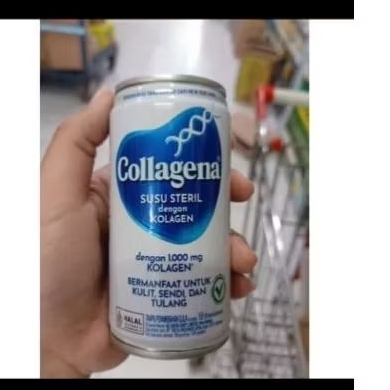 Collagena
SUSU STERIL
dengan
KOLAGEN
dengan 1.000 mg
KOLAGEN*
BERMANFAAT UNTUK
KULIT, SENDI, DAN
TULANG
HALAL